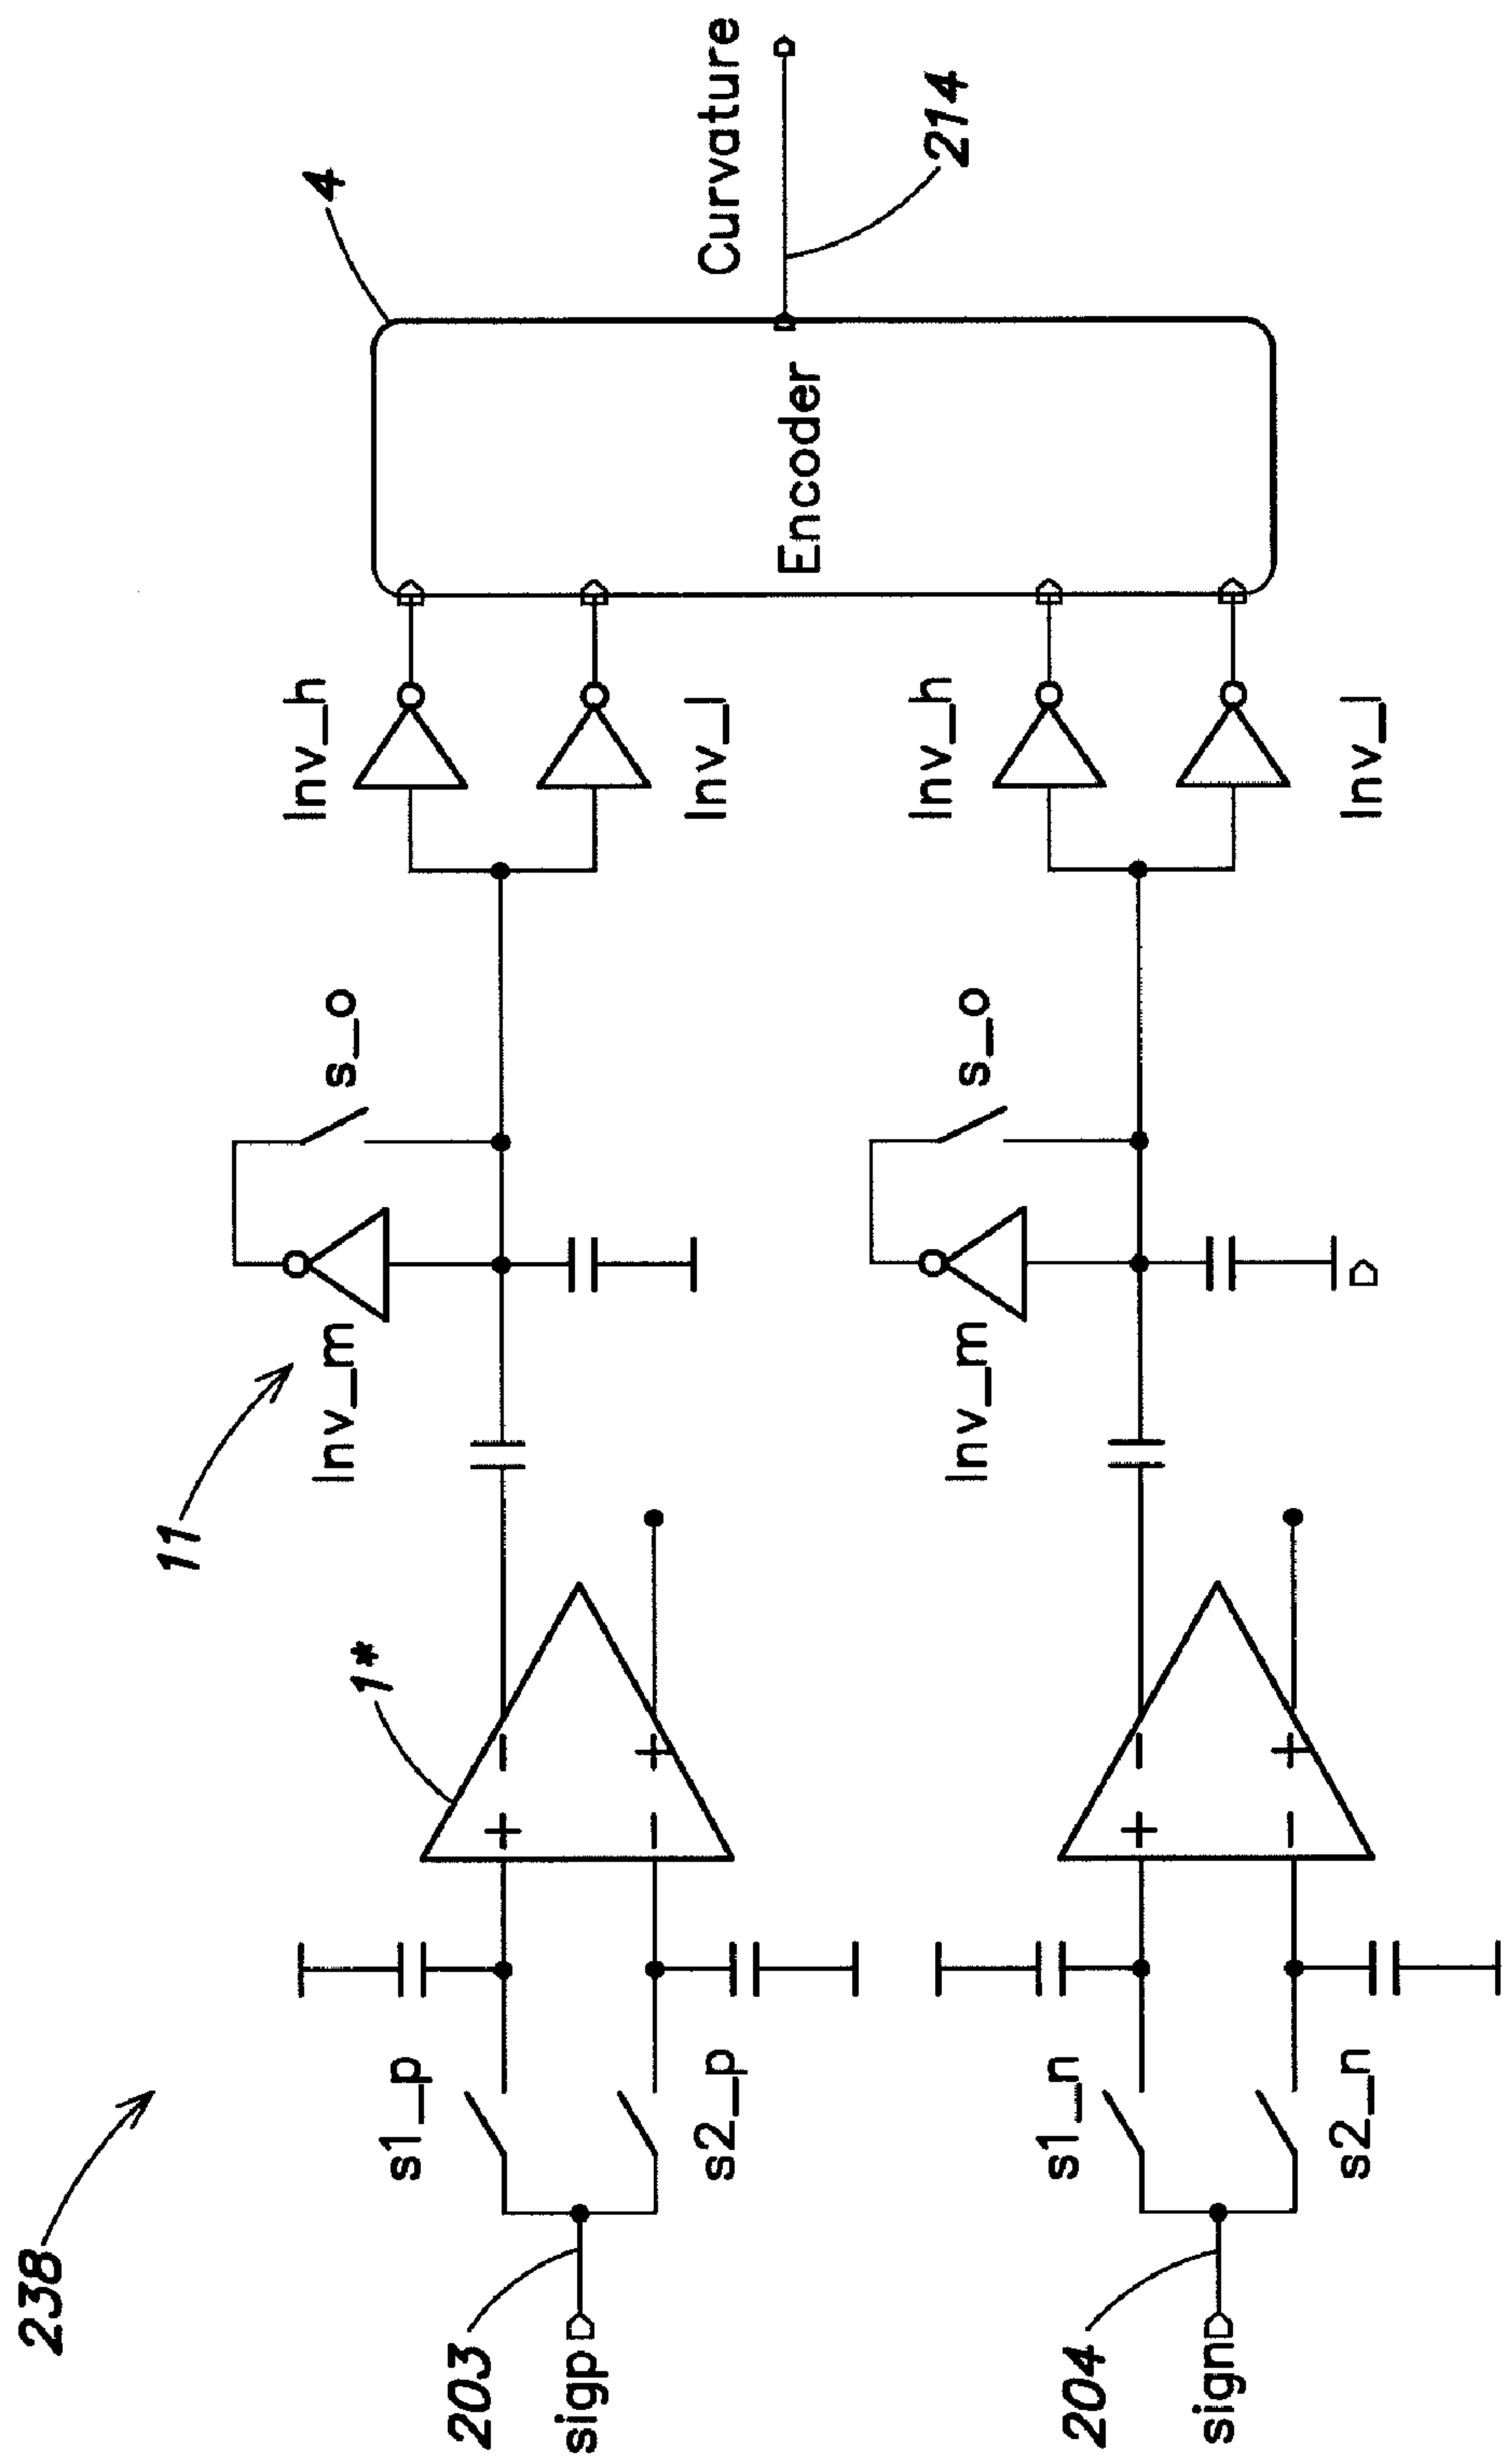 238
203
sigp
s1_p
s2_p
+
−
−
+
1*
11
Inv_m
s_o
Inv_h
Inv_l
4
Encoder
Curvature
214
204
sign
s1_n
s2_n
+
−
−
+
Inv_m
s_o
Inv_h
Inv_l